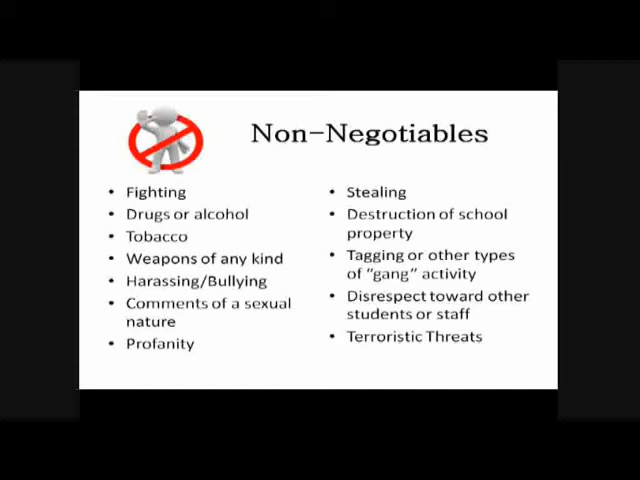 Non-Negotiables
• Fighting
• Drugs or alcohol
• Tobacco
• Weapons of any kind
• Harassing/Bullying
• Comments of a sexual
nature
• Profanity
• Stealing
• Destruction of school
property
• Tagging or other types
of “gang” activity
• Disrespect toward other
students or staff
• Terroristic Threats